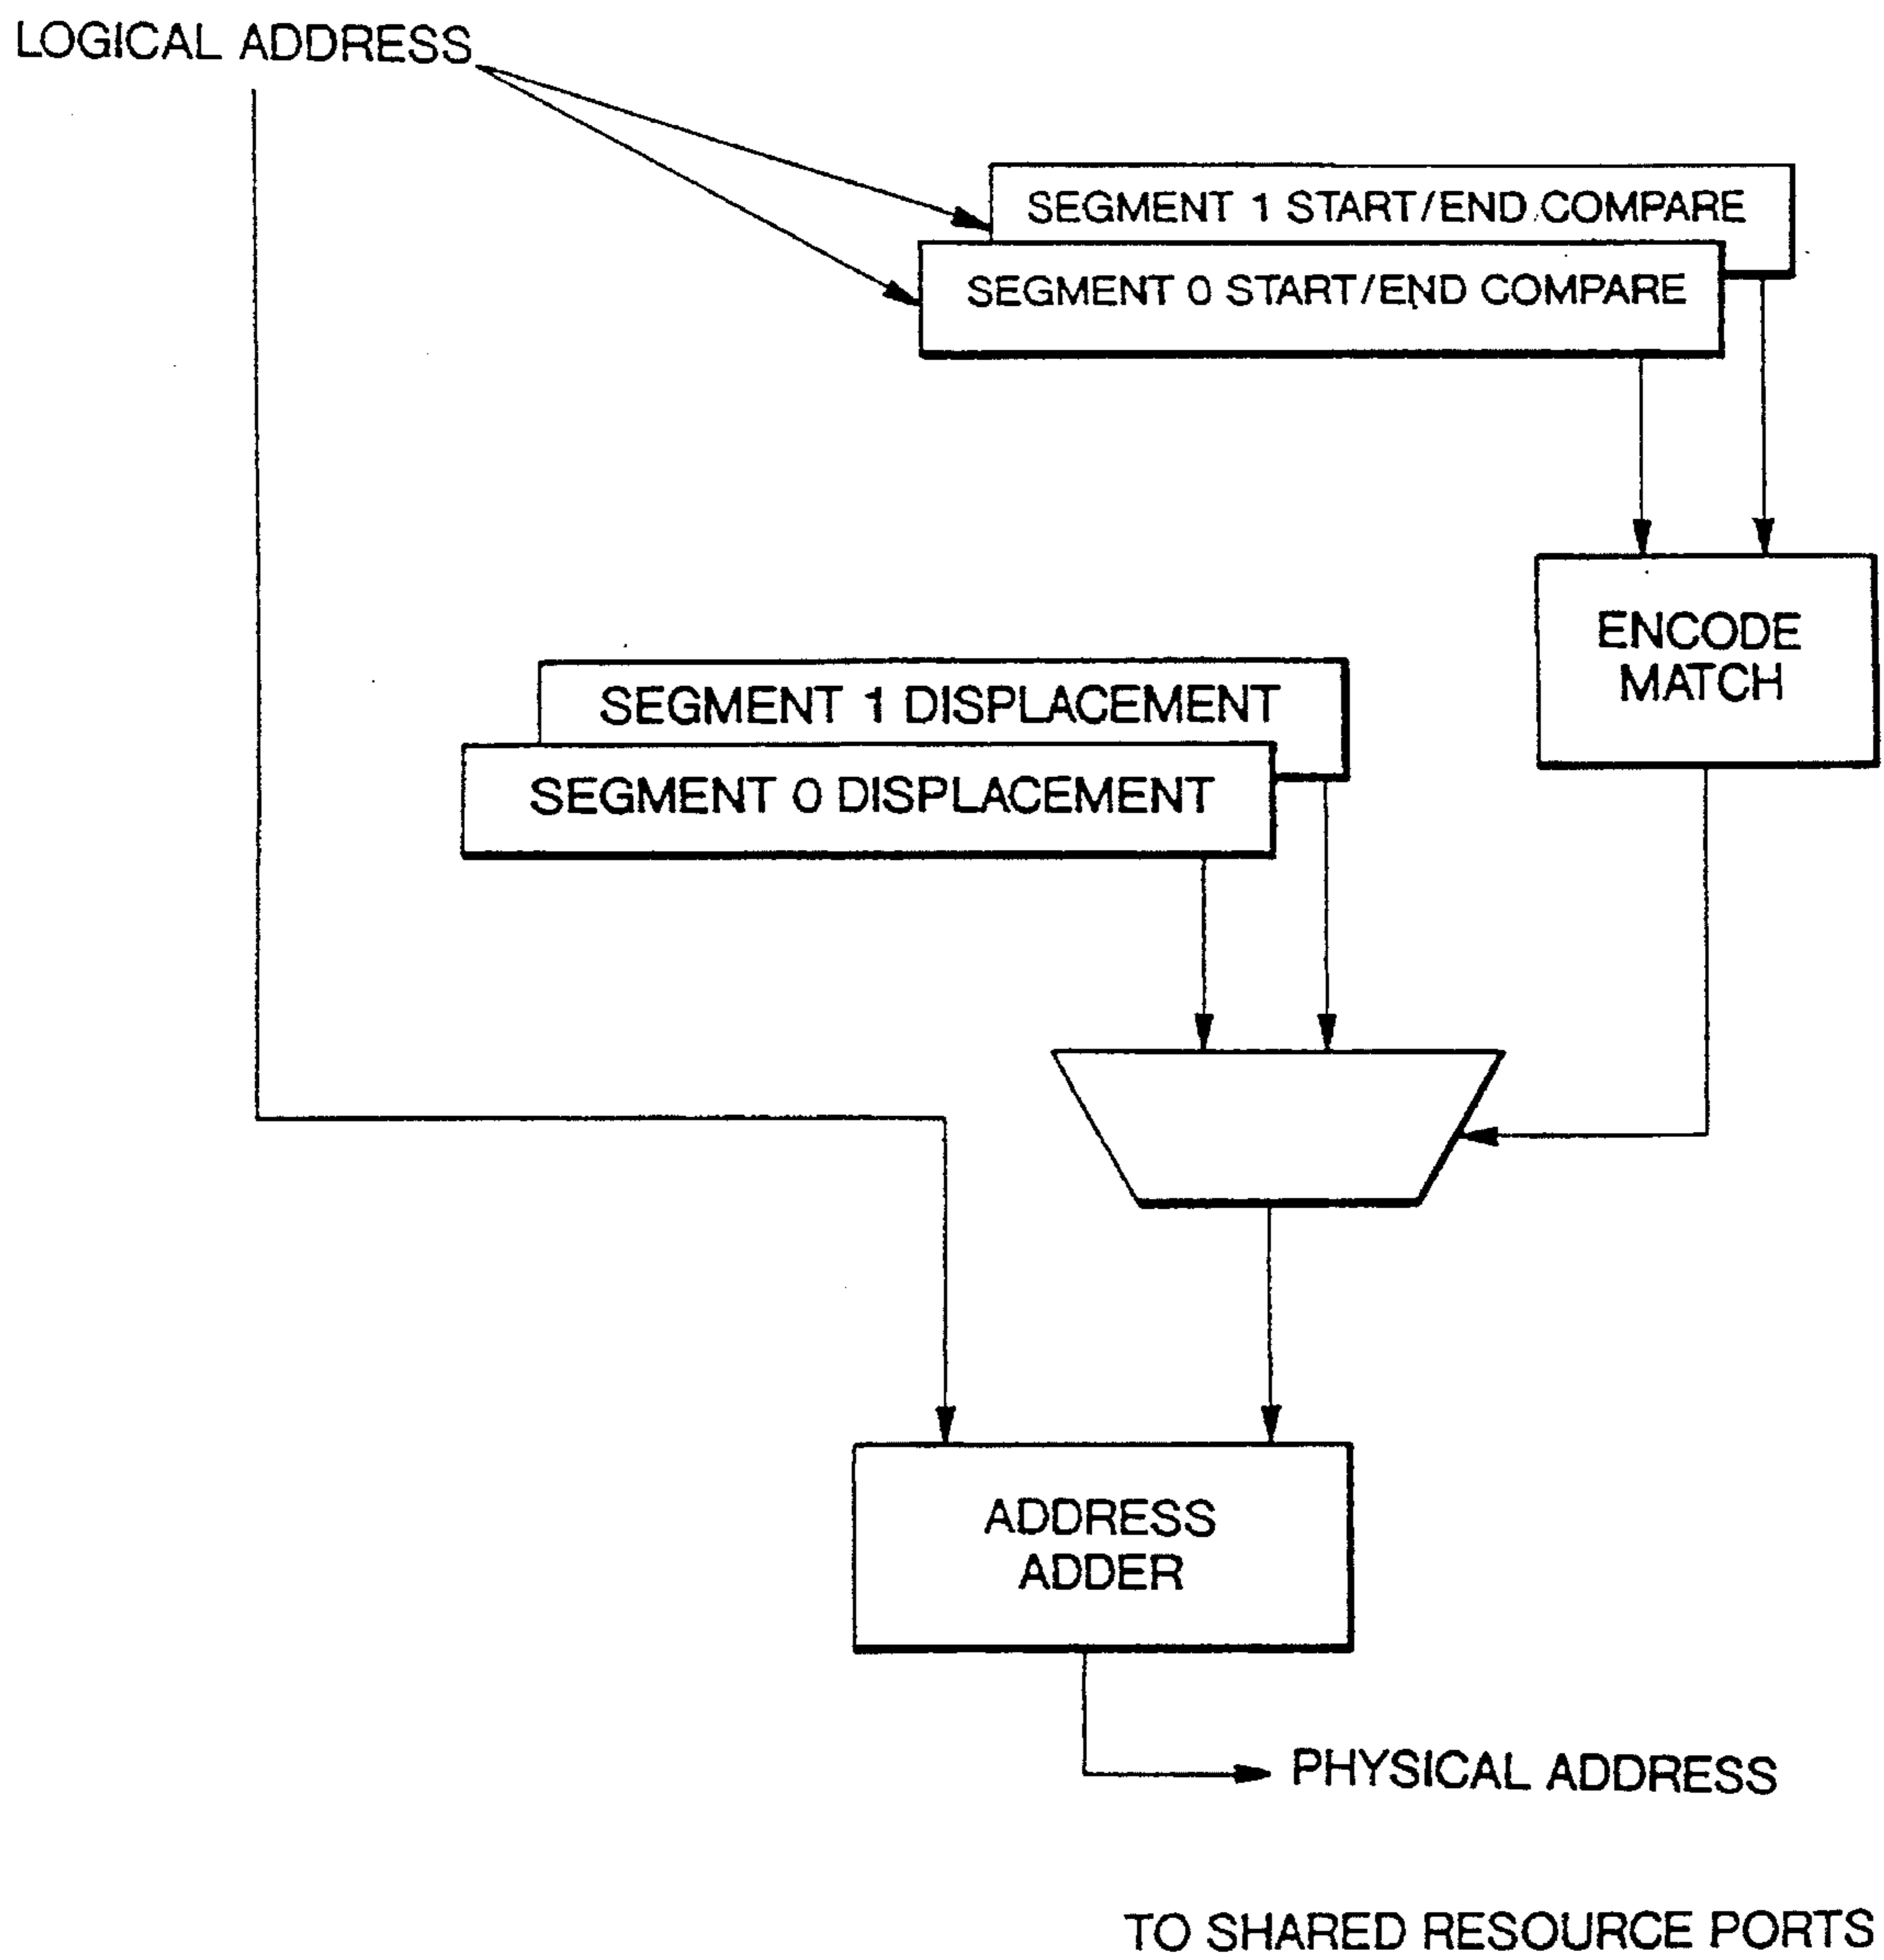 LOGICAL ADDRESS
SEGMENT 1 START/END COMPARE
SEGMENT 0 START/END COMPARE
ENCODE
MATCH
SEGMENT 1 DISPLACEMENT
SEGMENT 0 DISPLACEMENT
ADDRESS
ADDER
PHYSICAL ADDRESS
TO SHARED RESOURCE PORTS